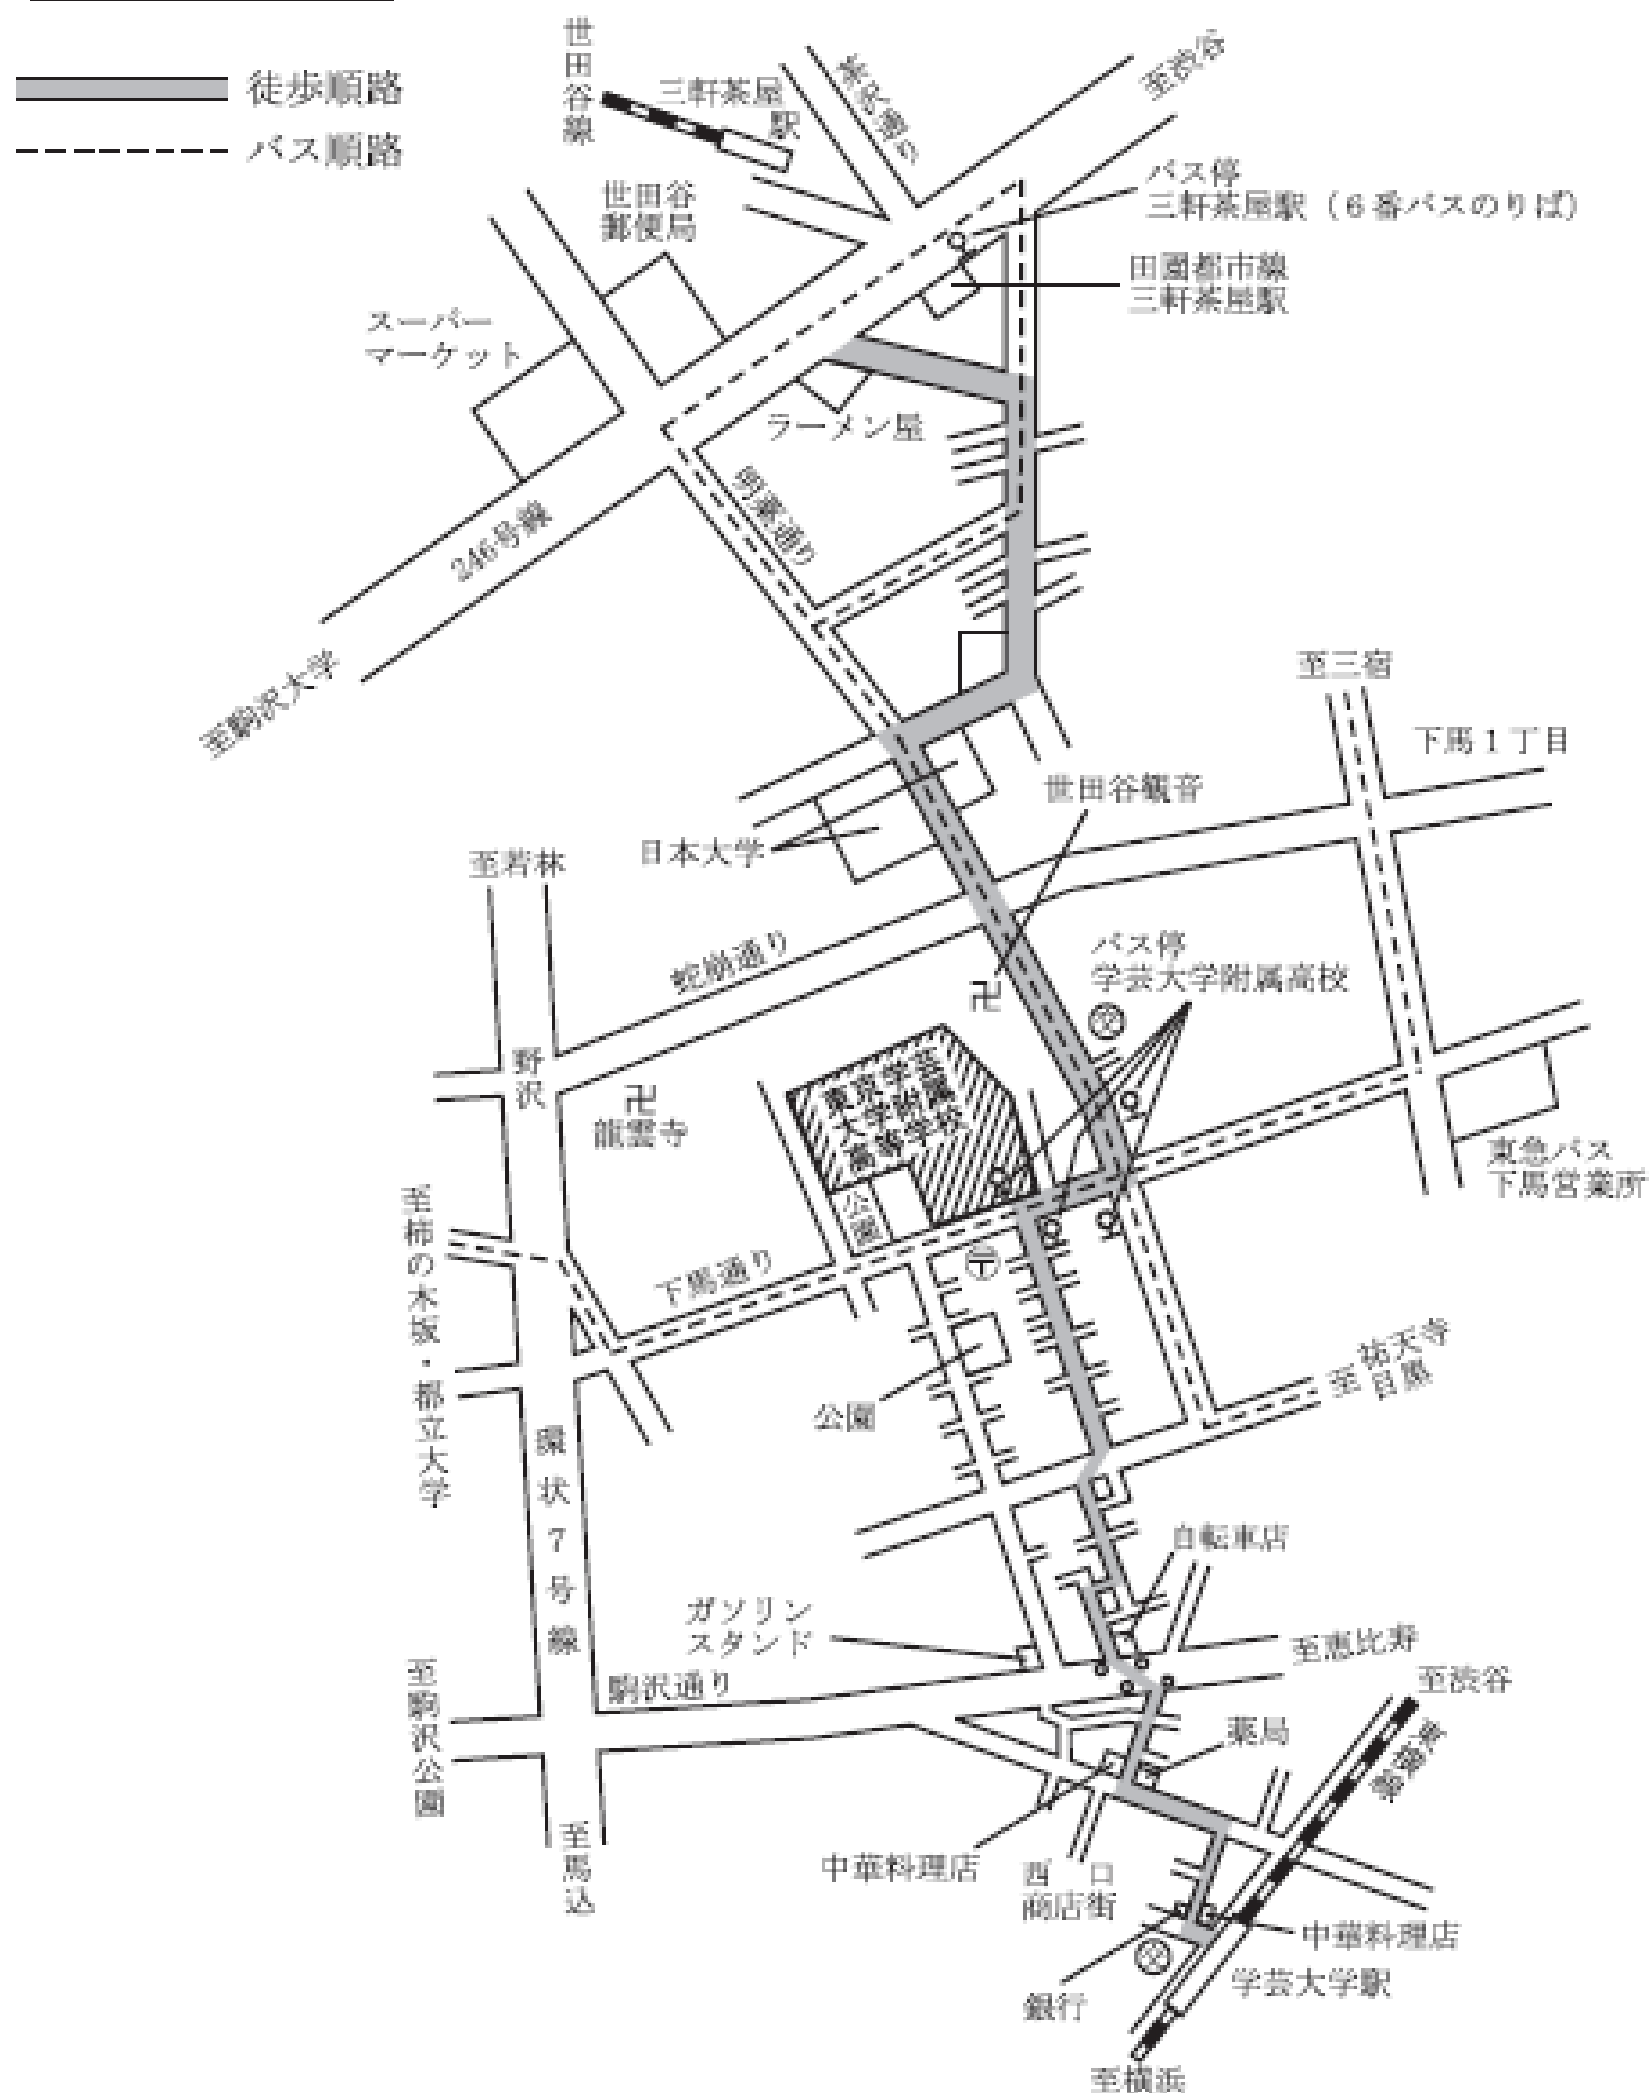 徒歩順路
バス順路
世田谷線
三軒茶屋
駅
茶沢通り
至渋谷
バス停
三軒茶屋駅(6番バスのりば)
世田谷
郵便局
田園都市線
三軒茶屋駅
スーパー
マーケット
ラーメン屋
明薬通り
246号線
至駒沢大学
至三宿
下馬1丁目
世田谷観音
日本大学
至若林
蛇崩通り
バス停
学芸大学附属高校
卍
野沢
卍
龍雲寺
東京学芸
大学附属
高等学校
公園
東急バス
下馬営業所
至柿の木坂・都立大学
下馬通り
〒
公園
至祐天寺
目黒
環状7号線
自転車店
ガソリン
スタンド
至恵比寿
駒沢通り
至駒沢公園
至渋谷
東横線
薬局
至馬込
中華料理店
西口
商店街
中華料理店
学芸大学駅
銀行
至横浜